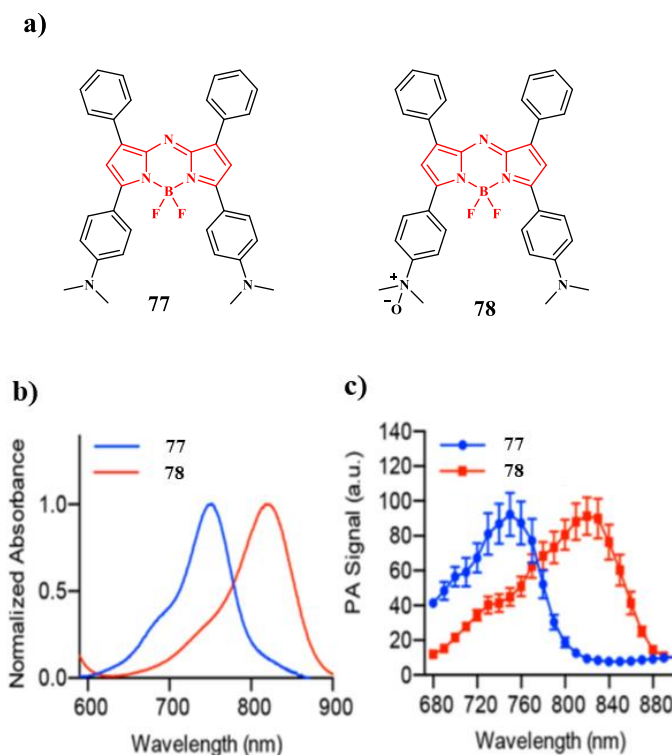 a)
N
N
N
B
F
F
N
77
N
N
N
B
F
F
N
+
−
O
N
78
b)
77
78
Normalized Absorbance
1.0
0.5
0.0
600
700
800
900
Wavelength (nm)
c)
77
78
PA Signal (a.u.)
140
120
100
80
60
40
20
0
680
720
760
800
840
880
Wavelength (nm)